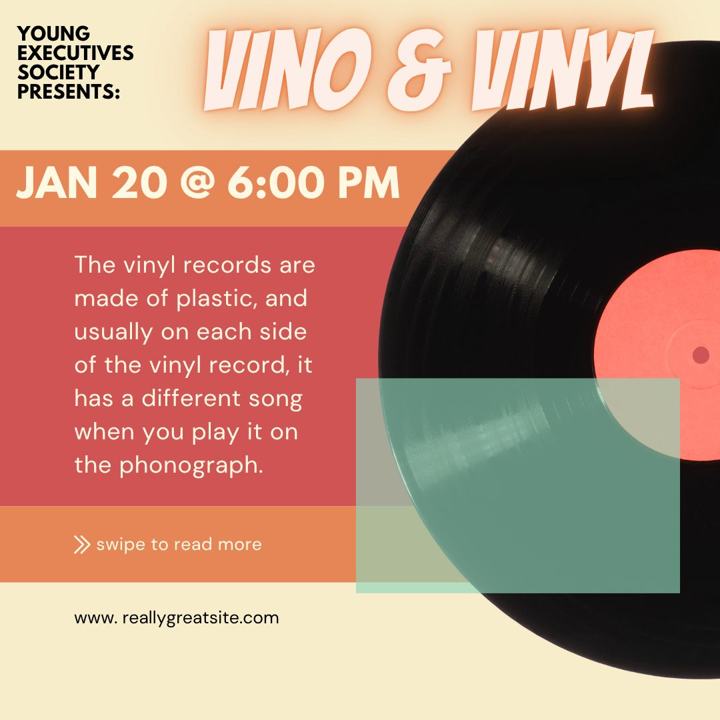 YOUNG
EXECUTIVES
SOCIETY
PRESENTS:
VINO & VINYL
JAN 20 @ 6:00 PM
The vinyl records are
made of plastic, and
usually on each side
of the vinyl record, it
has a different song
when you play it on
the phonograph.
swipe to read more
www. reallygreatsite.com